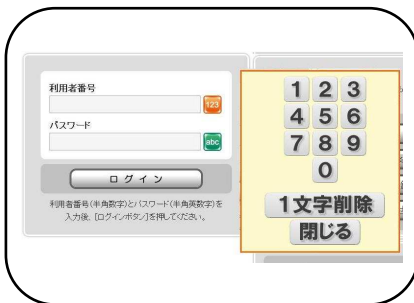 利用者番号
123
パスワード
abc
ログイン
利用者番号(半角数字)とパスワード(半角英数字)を
入力後、[ログインボタン]を押してください。
1 2 3
4 5 6
7 8 9
0
1文字削除
閉じる